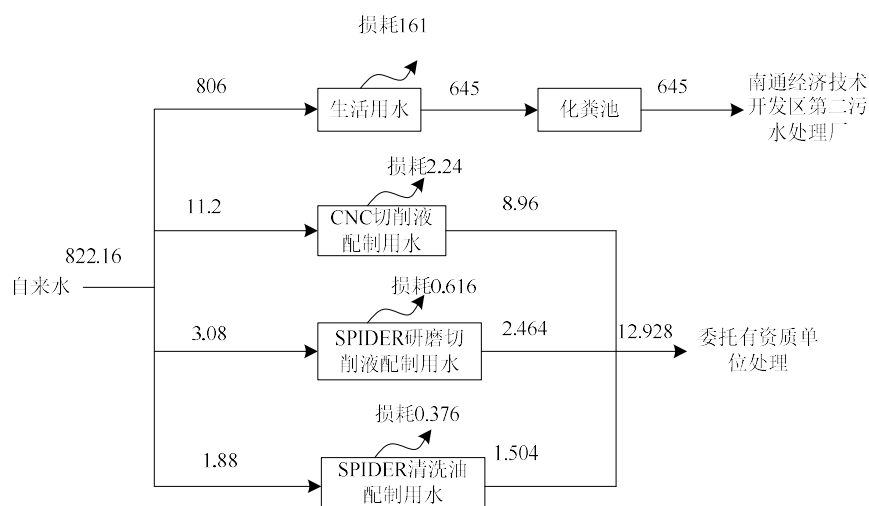 损耗161
806
生活用水
645
化粪池
645
南通经济技术
开发区第二污
水处理厂
损耗2.24
11.2
CNC切削液
配制用水
8.96
822.16
自来水
损耗0.616
3.08
SPIDER研磨切
削液配制用水
2.464
12.928
委托有资质单
位处理
损耗0.376
1.88
SPIDER清洗油
配制用水
1.504